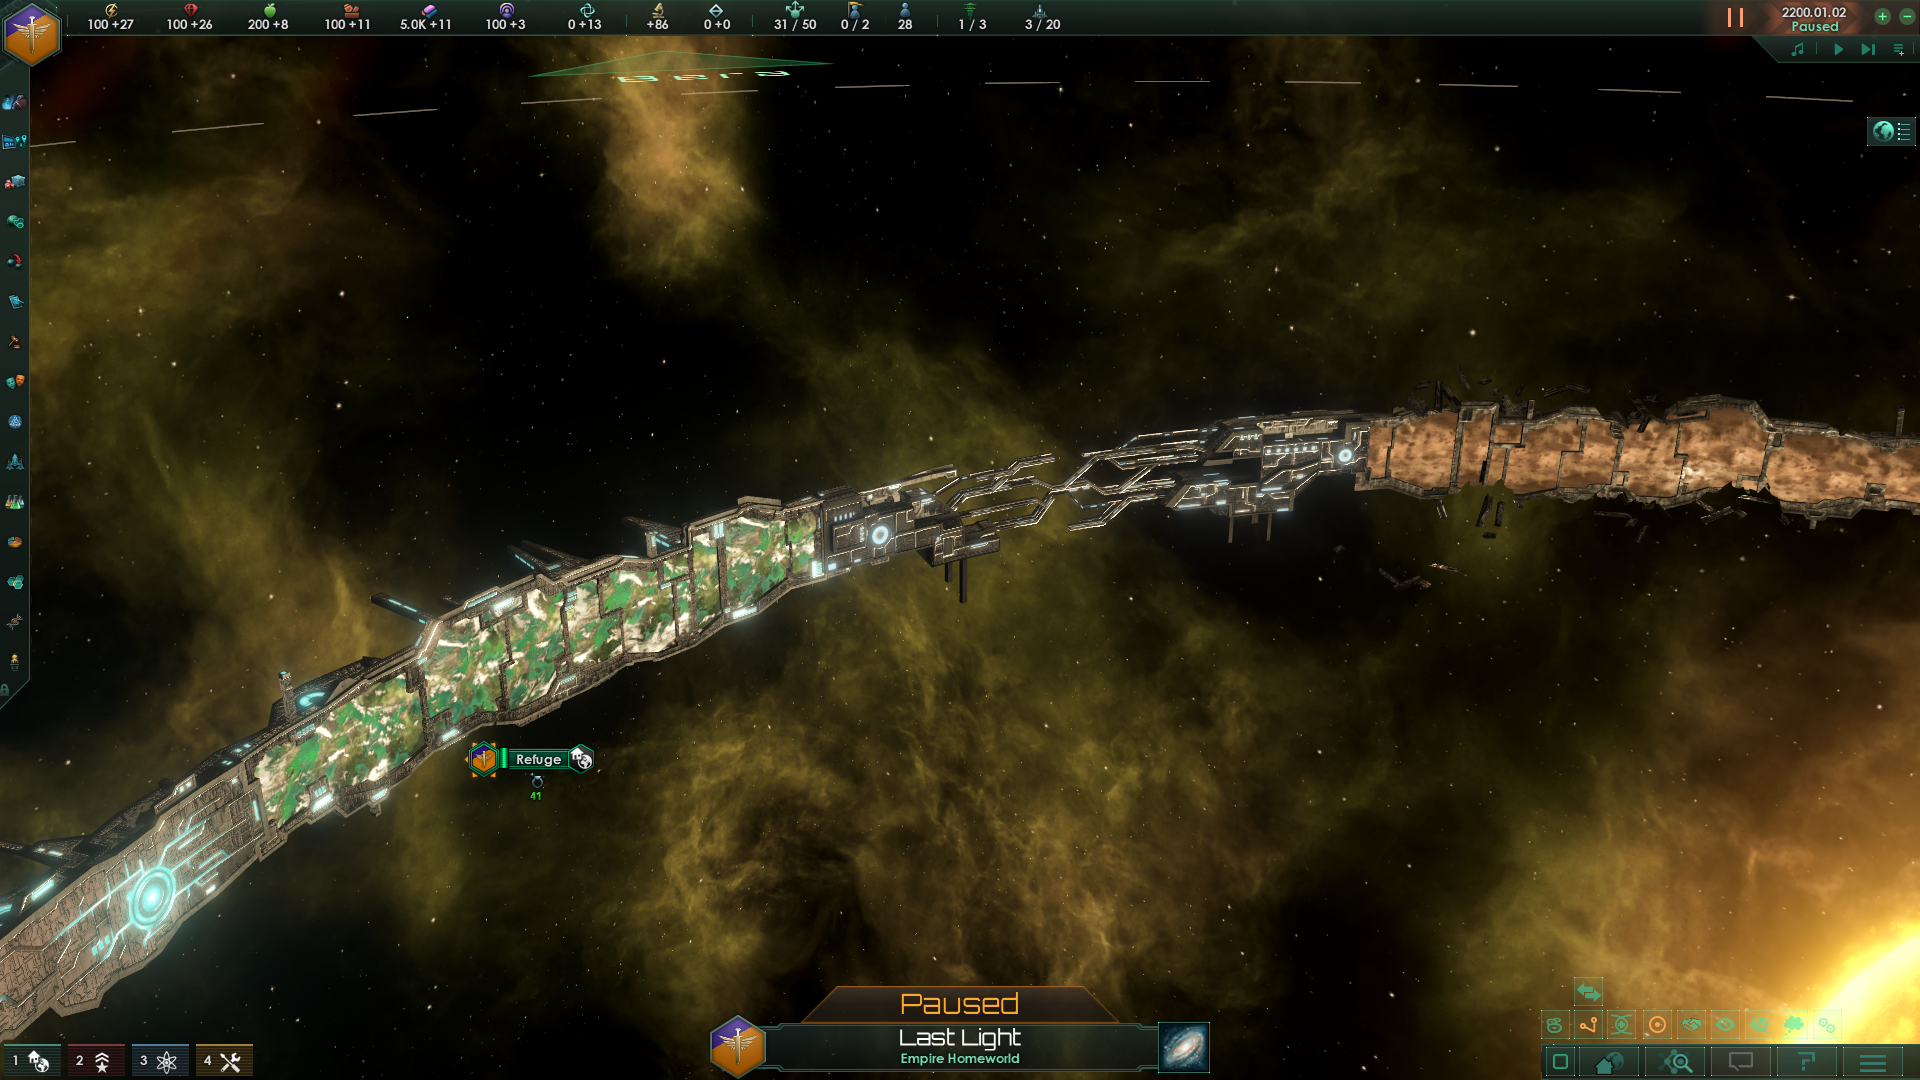 100 +27 100 +26 200 +8 100 +11 5.0K +11 100 +3 0 +13 +86 0 +0 31 / 50 0 / 2 28 1 / 3 3 / 20
2200.01.02
Paused
Refuge
41
Paused
Last Light
Empire Homeworld
1 2 3 4